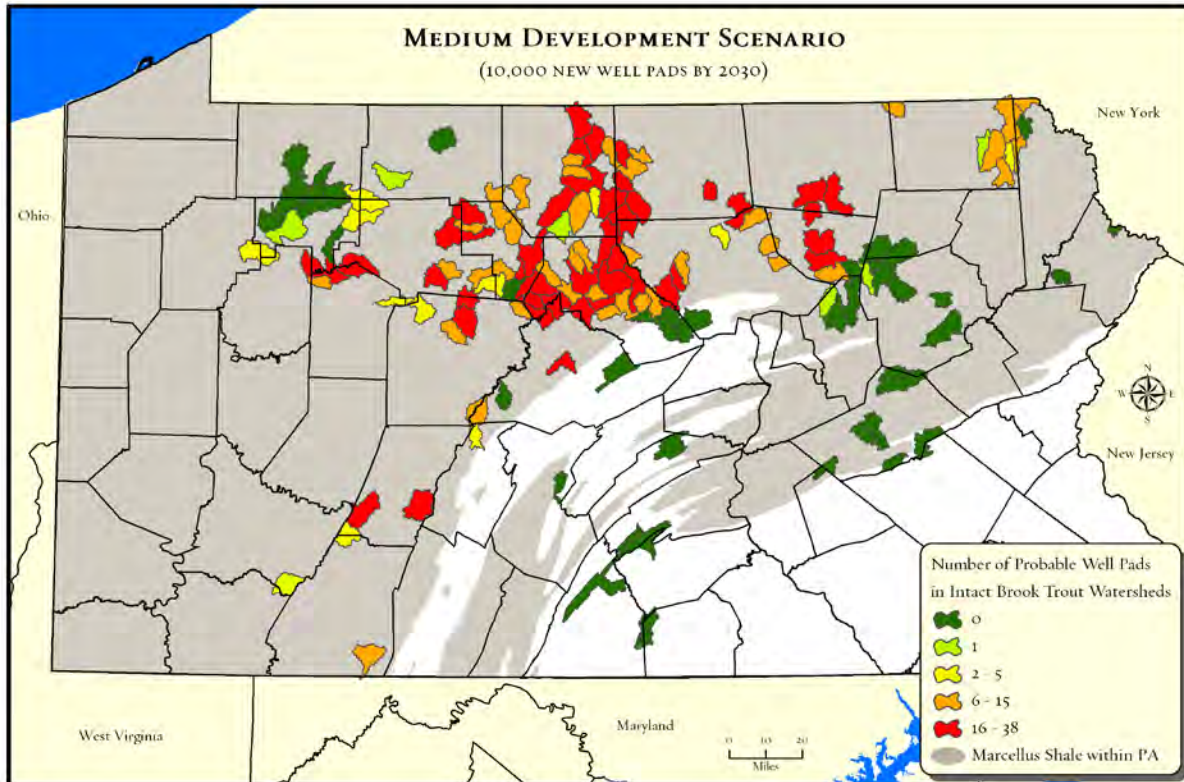 MEDIUM DEVELOPMENT SCENARIO
(10,000 NEW WELL PADS BY 2030)
New York
Ohio
N
W E
S
New Jersey
Number of Probable Well Pads
in Intact Brook Trout Watersheds
0
1
2 - 5
6 - 15
16 - 38
Marcellus Shale within PA
West Virginia
Maryland
0 10 20
Miles